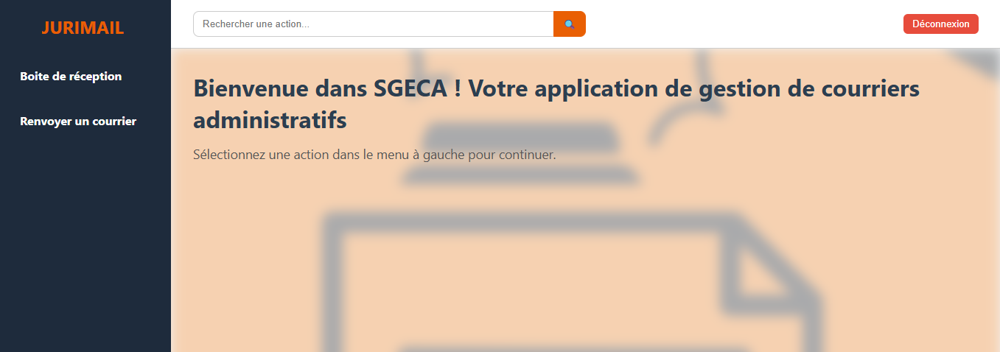 JURIMAIL
Rechercher une action...
Déconnexion
Boite de réception
Renvoyer un courrier
Bienvenue dans SGECA ! Votre application de gestion de courriers
administratifs
Sélectionnez une action dans le menu à gauche pour continuer.